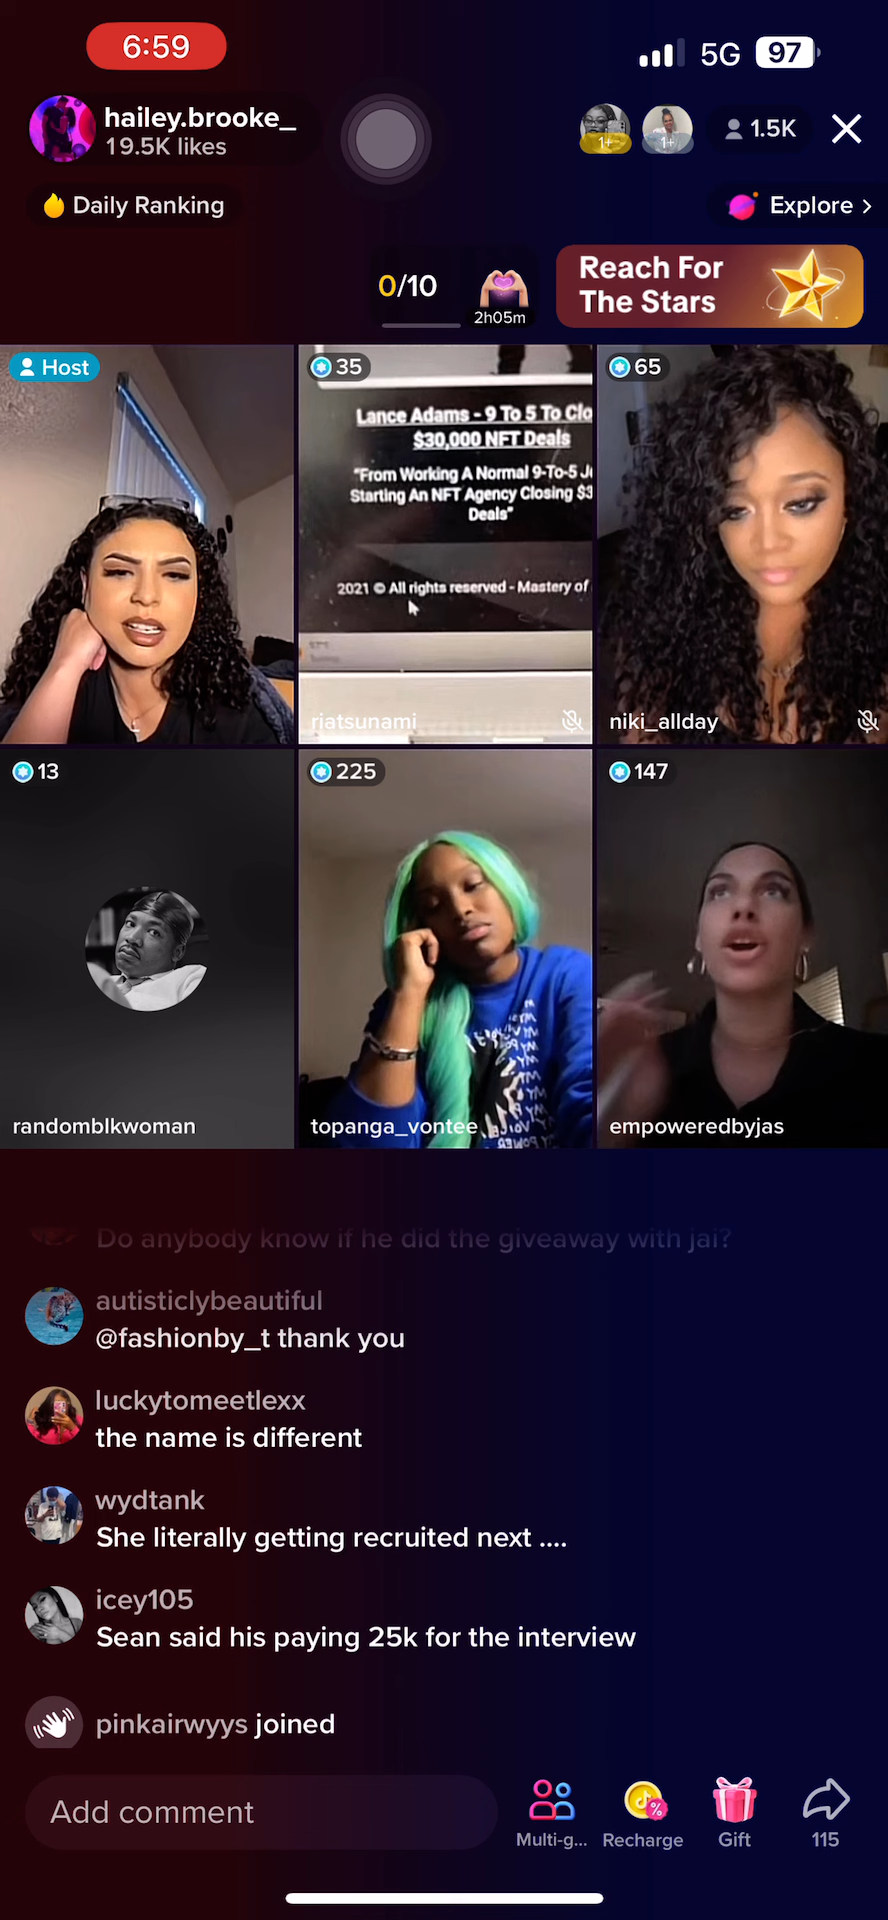 6:59
5G 97
hailey.brooke_
19.5K likes
1+
1+
1.5K
Daily Ranking
Explore >
0/10
2h05m
Reach For
The Stars
Host
35
Lance Adams - 9 To 5 To Clo
$30,000 NFT Deals
"From Working A Normal 9-To-5 J
Starting An NFT Agency Closing $3
Deals"
2021 © All rights reserved - Mastery of
riatsunami
65
niki_allday
13
randomblkwoman
225
topanga_vontee
147
empoweredbyjas
Do anybody know if he did the giveaway with jai?
autisticlybeautiful
@fashionby_t thank you
luckytomeetlexx
the name is different
wydtank
She literally getting recruited next ....
icey105
Sean said his paying 25k for the interview
pinkairwyys joined
Add comment
Multi-g...
Recharge
Gift
115